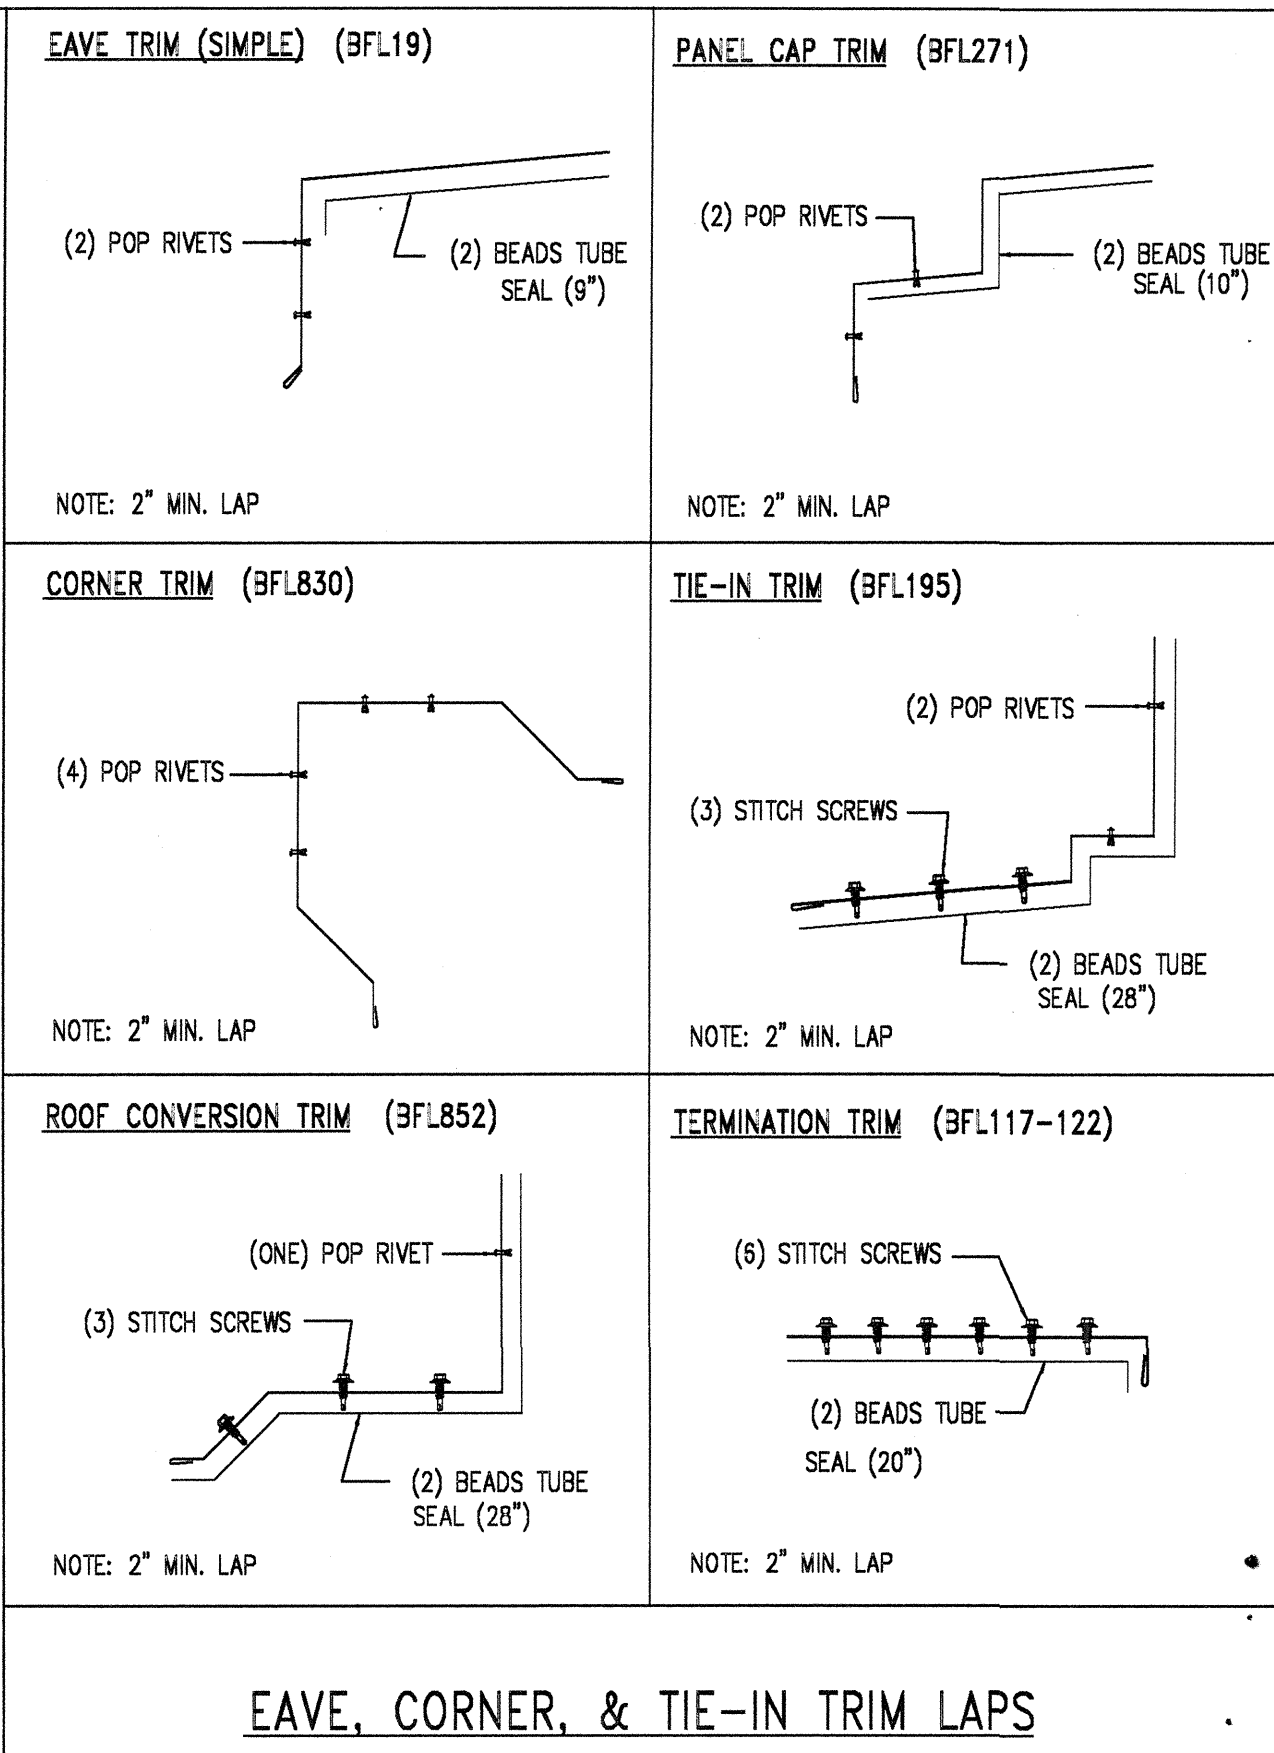 EAVE TRIM (SIMPLE) (BFL19)
(2) POP RIVETS
(2) BEADS TUBE
SEAL (9")
NOTE: 2" MIN. LAP
PANEL CAP TRIM (BFL271)
(2) POP RIVETS
(2) BEADS TUBE
SEAL (10")
NOTE: 2" MIN. LAP
CORNER TRIM (BFL830)
(4) POP RIVETS
NOTE: 2" MIN. LAP
TIE-IN TRIM (BFL195)
(2) POP RIVETS
(3) STITCH SCREWS
(2) BEADS TUBE
SEAL (28")
NOTE: 2" MIN. LAP
ROOF CONVERSION TRIM (BFL852)
(ONE) POP RIVET
(3) STITCH SCREWS
(2) BEADS TUBE
SEAL (28")
NOTE: 2" MIN. LAP
TERMINATION TRIM (BFL117-122)
(6) STITCH SCREWS
(2) BEADS TUBE
SEAL (20")
NOTE: 2" MIN. LAP
EAVE, CORNER, & TIE-IN TRIM LAPS